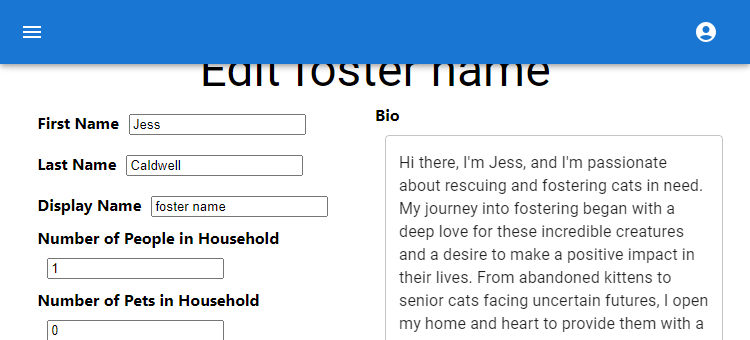 Edit foster name
First Name Jess
Last Name Caldwell
Display Name foster name
Number of People in Household
1
Number of Pets in Household
0
Bio
Hi there, I'm Jess, and I'm passionate
about rescuing and fostering cats in need.
My journey into fostering began with a
deep love for these incredible creatures
and a desire to make a positive impact in
their lives. From abandoned kittens to
senior cats facing uncertain futures, I open
my home and heart to provide them with a